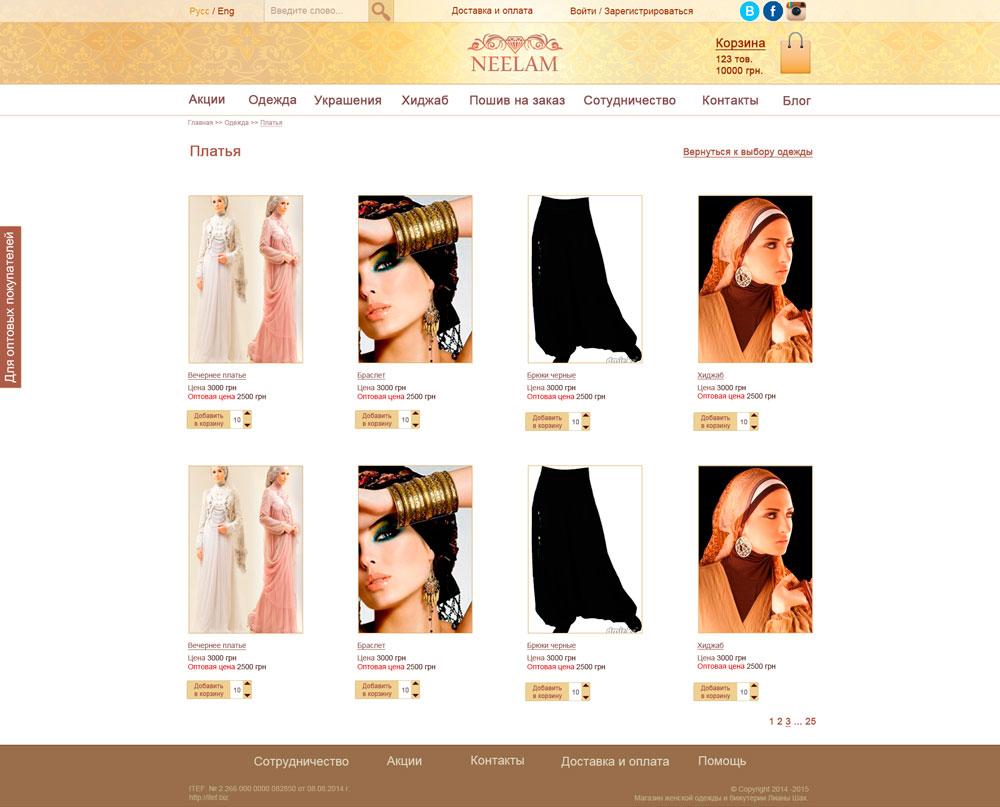 Русс / Eng
Введите слово...
Доставка и оплата
Войти / Зарегистрироваться
B f
NEELAM
Корзина
123 тов.
10000 грн.
Акции Одежда Украшения Хиджаб Пошив на заказ Сотудничество Контакты Блог
Главная >> Одежда >> Платья
Платья
Вернуться к выбору одежды
Для оптовых покупателей
Вечернее платье
Цена 3000 грн
Оптовая цена 2500 грн
Добавить
в корзину
10
Браслет
Цена 3000 грн
Оптовая цена 2500 грн
Добавить
в корзину
10
Брюки черные
Цена 3000 грн
Оптовая цена 2500 грн
Добавить
в корзину
10
Хиджаб
Цена 3000 грн
Оптовая цена 2500 грн
Добавить
в корзину
10
Вечернее платье
Цена 3000 грн
Оптовая цена 2500 грн
Добавить
в корзину
10
Браслет
Цена 3000 грн
Оптовая цена 2500 грн
Добавить
в корзину
10
Брюки черные
Цена 3000 грн
Оптовая цена 2500 грн
Добавить
в корзину
10
Хиджаб
Цена 3000 грн
Оптовая цена 2500 грн
Добавить
в корзину
10
1 2 3 ... 25
Сотрудничество Акции Контакты Доставка и оплата Помощь
ITEF. № 2 266 000 0000 082850 от 08.08.2014 г.
© Copyright 2014 -2015
Магазин женской одежды и бижутерии Лианы Шак.